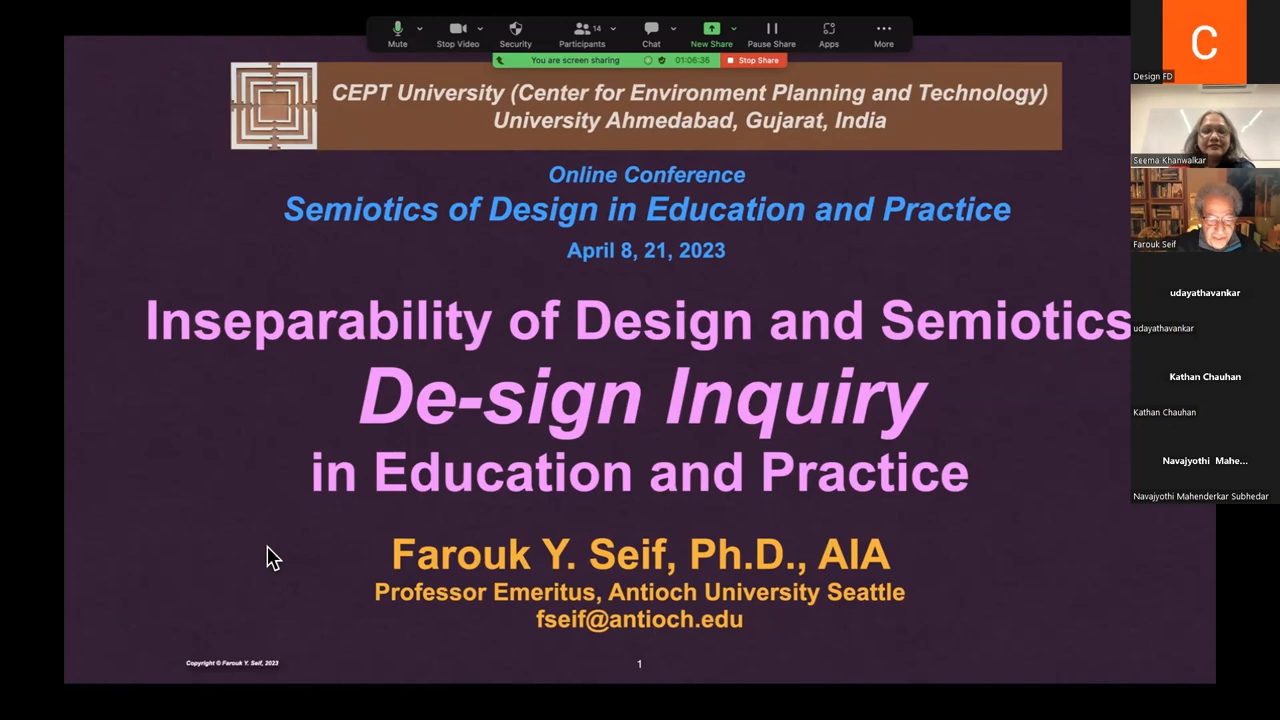 Mute
Stop Video
Security
14
Participants
Chat
New Share
Pause Share
Apps
More
You are screen sharing
01:06:36
Stop Share
CEPT University (Center for Environment Planning and Technology)
University Ahmedabad, Gujarat, India
Online Conference
Semiotics of Design in Education and Practice
April 8, 21, 2023
Inseparability of Design and Semiotics
De-sign Inquiry
in Education and Practice
Farouk Y. Seif, Ph.D., AIA
Professor Emeritus, Antioch University Seattle
fseif@antioch.edu
Copyright © Farouk Y. Seif, 2023
1
C
Design FD
Seema Khanwalkar
Farouk Seif
udayathavankar
udayathavankar
Kathan Chauhan
Kathan Chauhan
Navajyothi Mahe...
Navajyothi Mahenderkar Subhedar